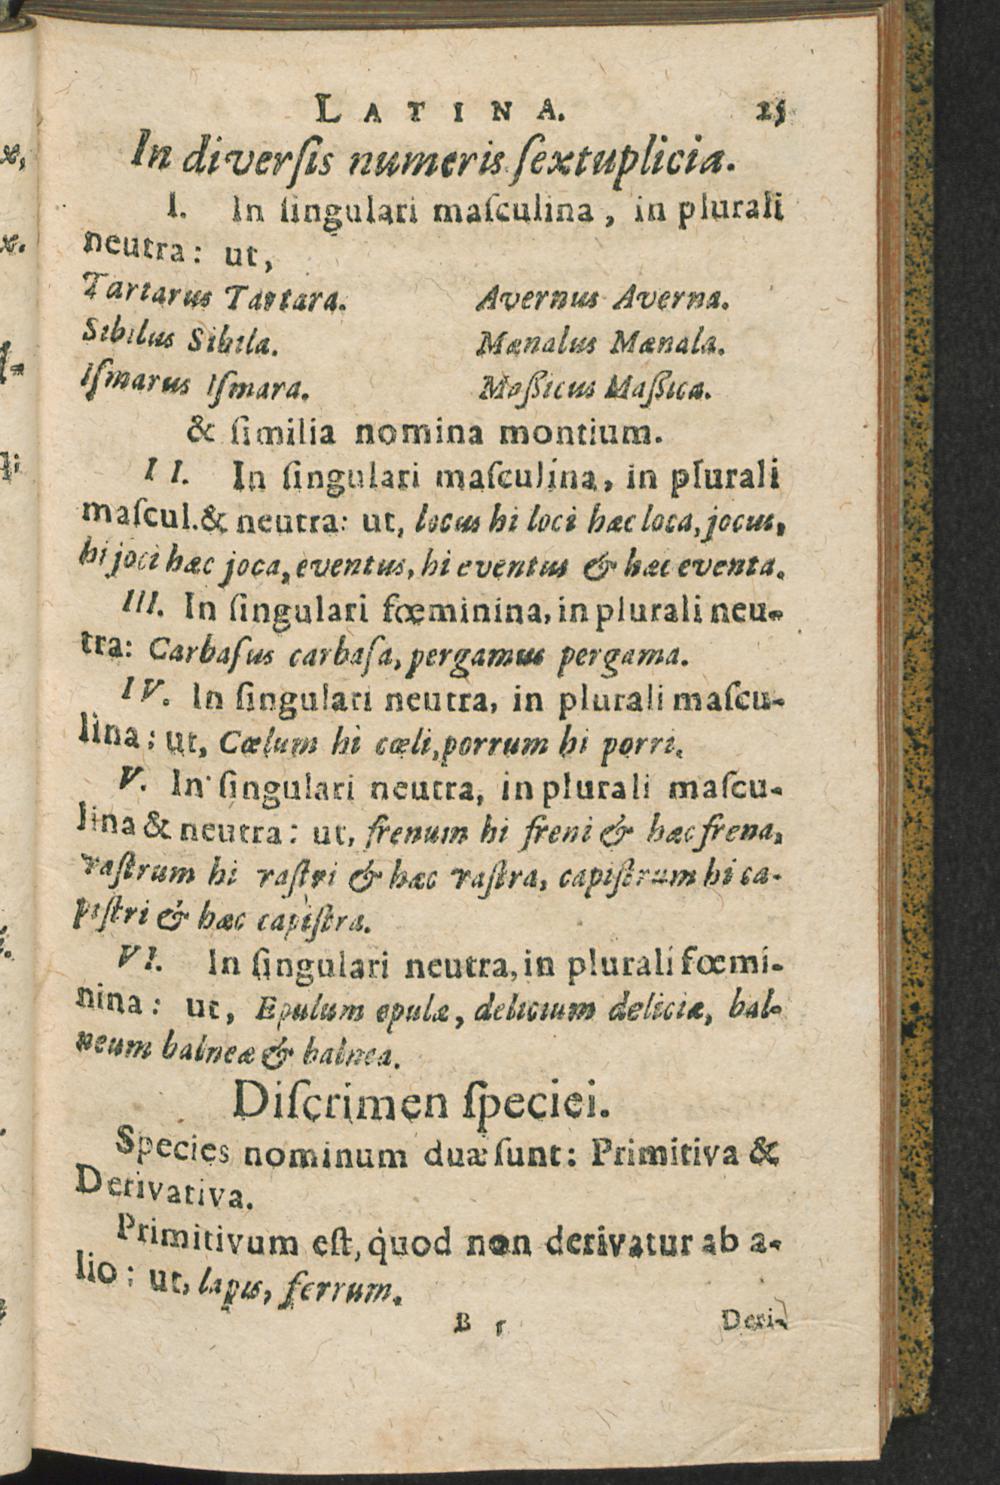 LATINA. 25
In diverſis numeris ſextuplicia.
I. In ſingulari maſculina, in plurali
neutra: ut,
Tartarus Tartara. Avernus Averna.
Sibilus Sibila. Mænalus Mænala.
Iſmarus Iſmara. Maſsicus Maſsica.
& ſimilia nomina montium.
II. In ſingulari maſculina, in plurali
maſcul. & neutra: ut, locus hi loci hæc loca, jocus,
hi joci hæc joca, eventus, hi eventus & hæc eventa.
III. In ſingulari fœminina, in plurali neu-
tra: Carbaſus carbaſa, pergamus pergama.
IV. In ſingulari neutra, in plurali maſcu-
lina; ut, Cœlum hi cœli, porrum hi porri.
V. In ſingulari neutra, in plurali maſcu-
lina & neutra: ut, frenum hi freni & hæc frena,
raſtrum hi raſtri & hæc raſtra, capiſtrum hi ca-
piſtri & hæc capiſtra.
VI. In ſingulari neutra, in plurali fœmi-
nina: ut, Epulum epulæ, delicium deliciæ, bal-
neum balneæ & balnea.
Diſcrimen ſpeciei.
Species nominum duæ ſunt: Primitiva &
Derivativa.
Primitivum eſt, quod non derivatur ab a-
lio: ut, lapis, ferrum.
B 5 Deri-